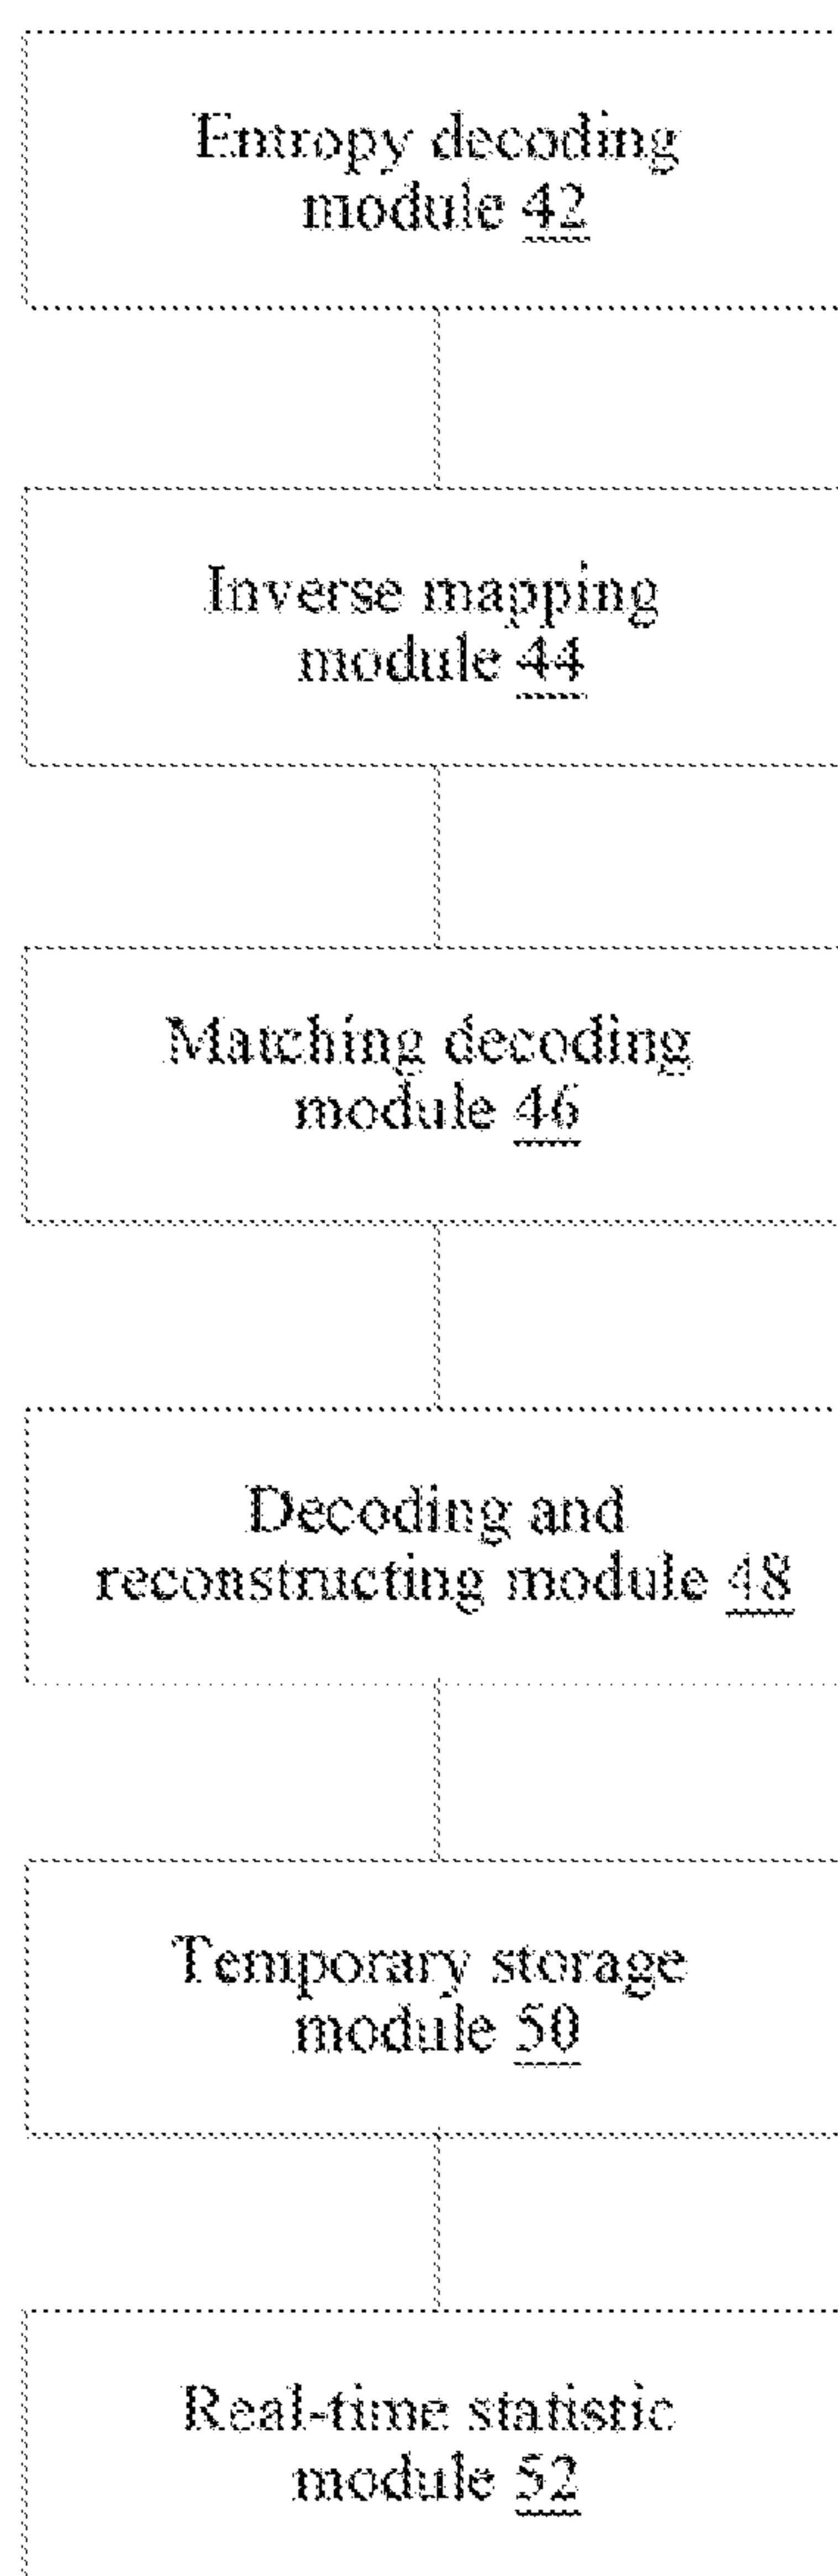 Entropy decoding
module 42
Inverse mapping
module 44
Matching decoding
module 46
Decoding and
reconstructing module 48
Temporary storage
module 50
Real-time statistic
module 52